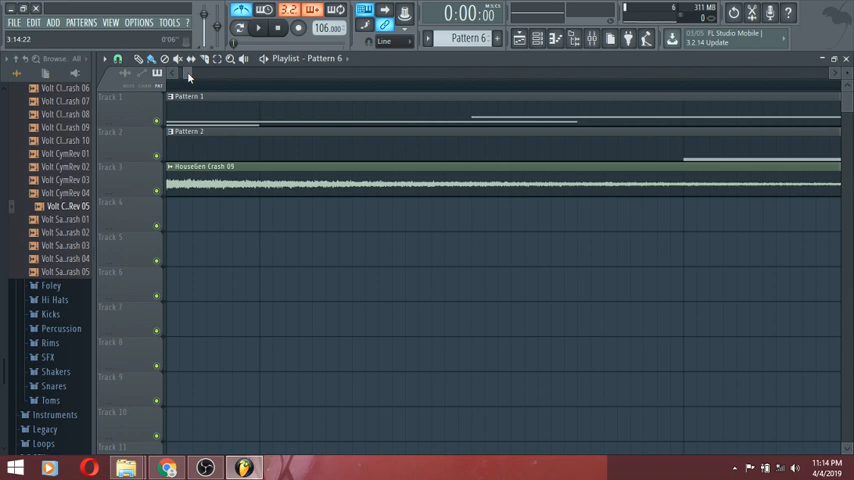 FILE EDIT ADD PATTERNS VIEW OPTIONS TOOLS ?
3:14:22 0'06"
3.2
106.000
Line
0:00:00
M:S:CS
Pattern 6
6
311 MB
0
03/05 FL Studio Mobile |
3.2.14 Update
Browse.. All
Playlist - Pattern 6
Volt Cl..rash 06
Volt Cl..rash 07
Volt Cl..rash 08
Volt Cl..rash 09
Volt Cl..rash 10
Volt CymRev 01
Volt CymRev 02
Volt CymRev 03
Volt CymRev 04
Volt C..Rev 05
Volt Sa..rash 01
Volt Sa..rash 02
Volt Sa..rash 03
Volt Sa..rash 04
Volt Sa..rash 05
Foley
Hi Hats
Kicks
Percussion
Rims
SFX
Shakers
Snares
Toms
Instruments
Legacy
Loops
Track 1
Pattern 1
Track 2
Pattern 2
Track 3
HouseGen Crash 09
Track 4
Track 5
Track 6
Track 7
Track 8
Track 9
Track 10
Track 11
11:14 PM
4/4/2019